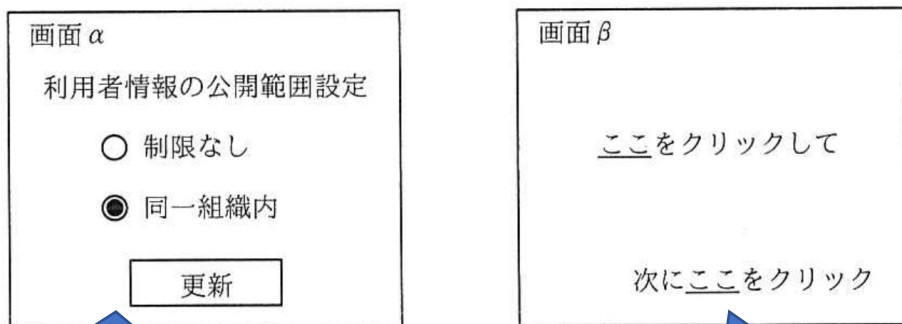 画面α
利用者情報の公開範囲設定
制限なし
同一組織内
更新
画面β
ここをクリックして
次にここをクリック